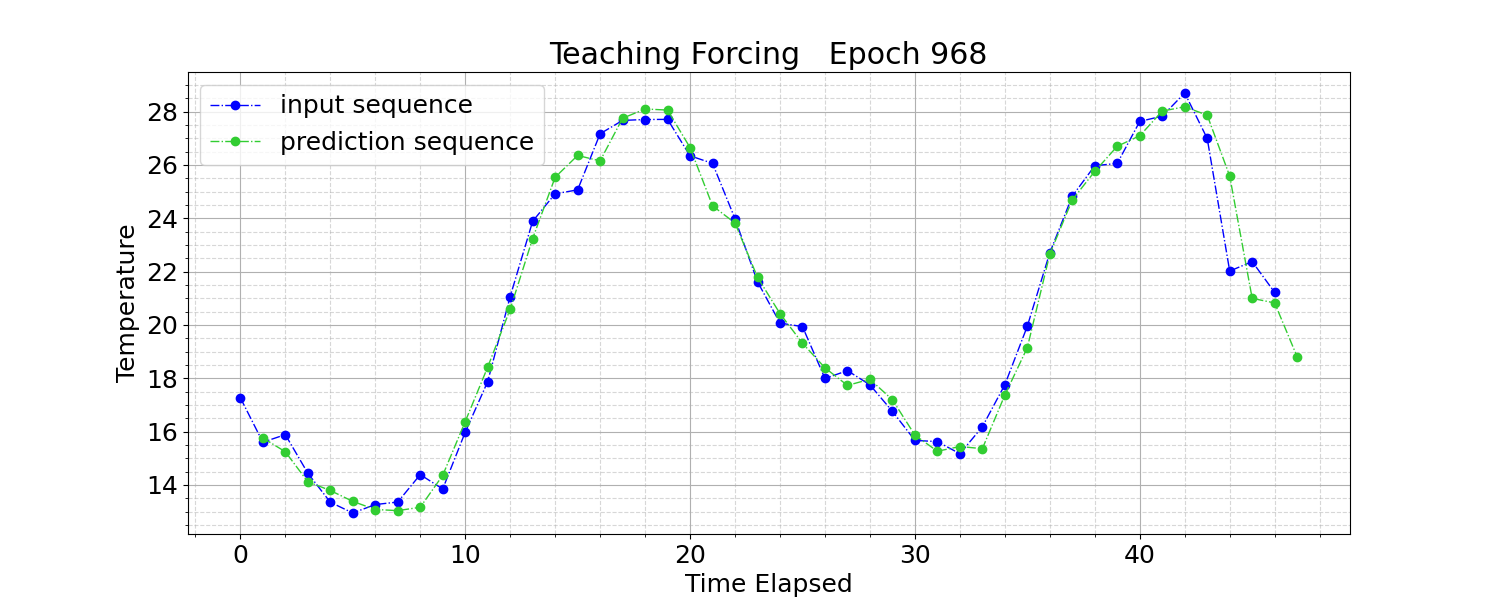 Teaching Forcing   Epoch 968
input sequence
prediction sequence
Temperature
28
26
24
22
20
18
16
14
0 10 20 30 40
Time Elapsed